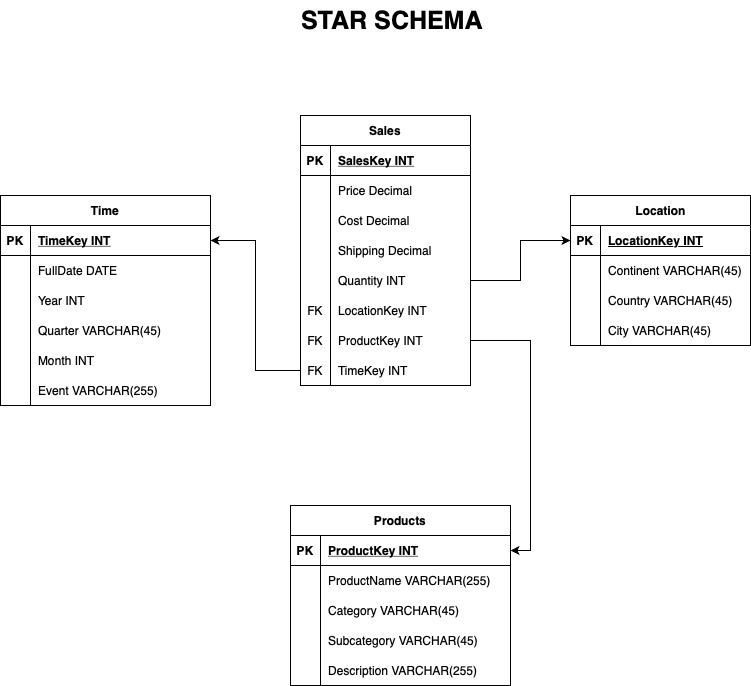 STAR SCHEMA
Sales
PK SalesKey INT
Price Decimal
Cost Decimal
Shipping Decimal
Quantity INT
FK LocationKey INT
FK ProductKey INT
FK TimeKey INT
Time
PK TimeKey INT
FullDate DATE
Year INT
Quarter VARCHAR(45)
Month INT
Event VARCHAR(255)
Location
PK LocationKey INT
Continent VARCHAR(45)
Country VARCHAR(45)
City VARCHAR(45)
Products
PK ProductKey INT
ProductName VARCHAR(255)
Category VARCHAR(45)
Subcategory VARCHAR(45)
Description VARCHAR(255)